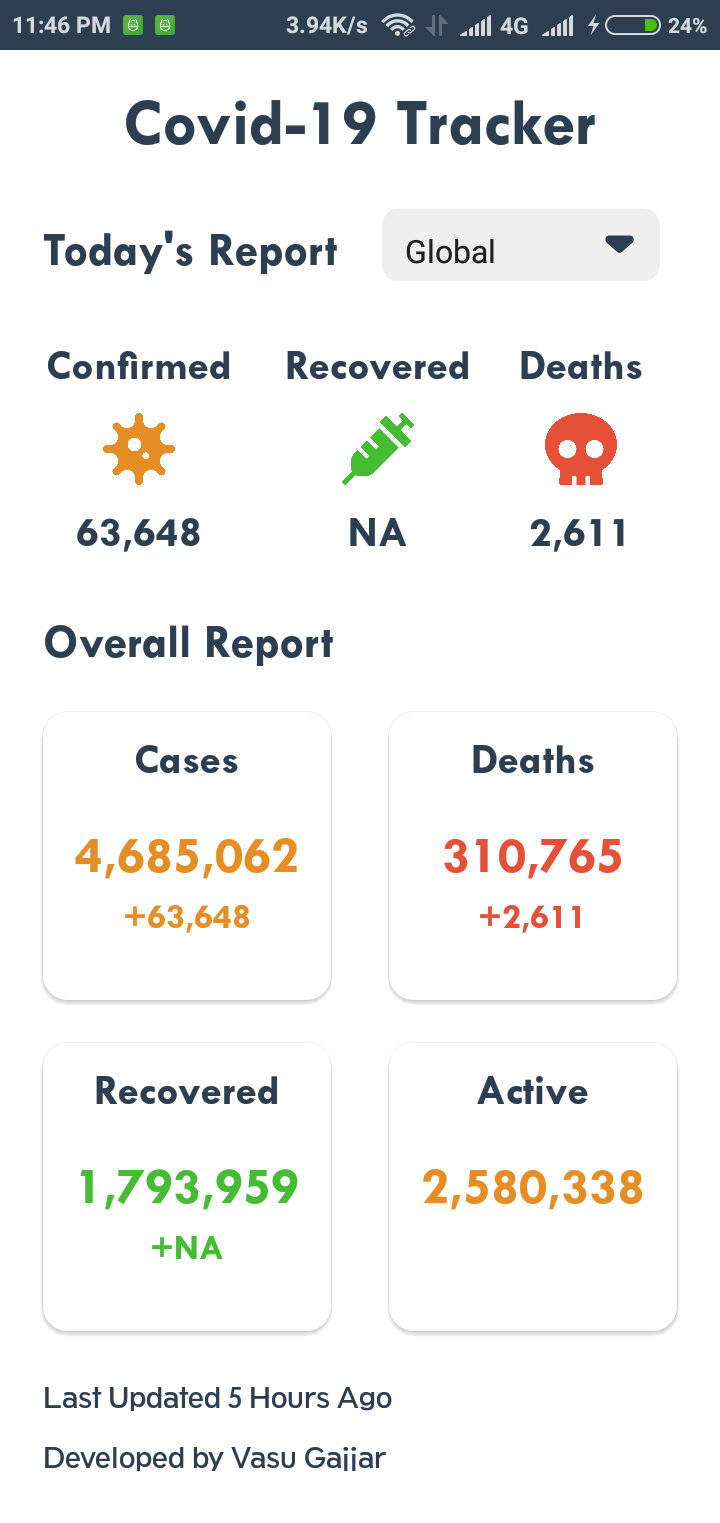 11:46 PM 3.94K/s 4G 24%
Covid-19 Tracker
Today's Report Global
Confirmed Recovered Deaths
63,648 NA 2,611
Overall Report
Cases Deaths
4,685,062 310,765
+63,648 +2,611
Recovered Active
1,793,959 2,580,338
+NA
Last Updated 5 Hours Ago
Developed by Vasu Gajjar